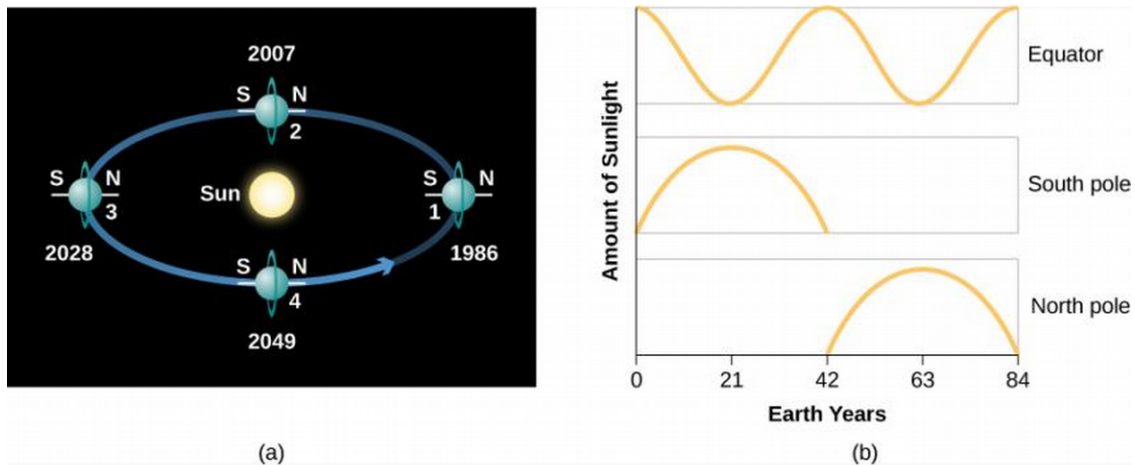 2007
S N
2
S N
3
2028
Sun
S N
1
1986
S N
4
2049
(a)
Amount of Sunlight
Equator
South pole
North pole
0 21 42 63 84
Earth Years
(b)